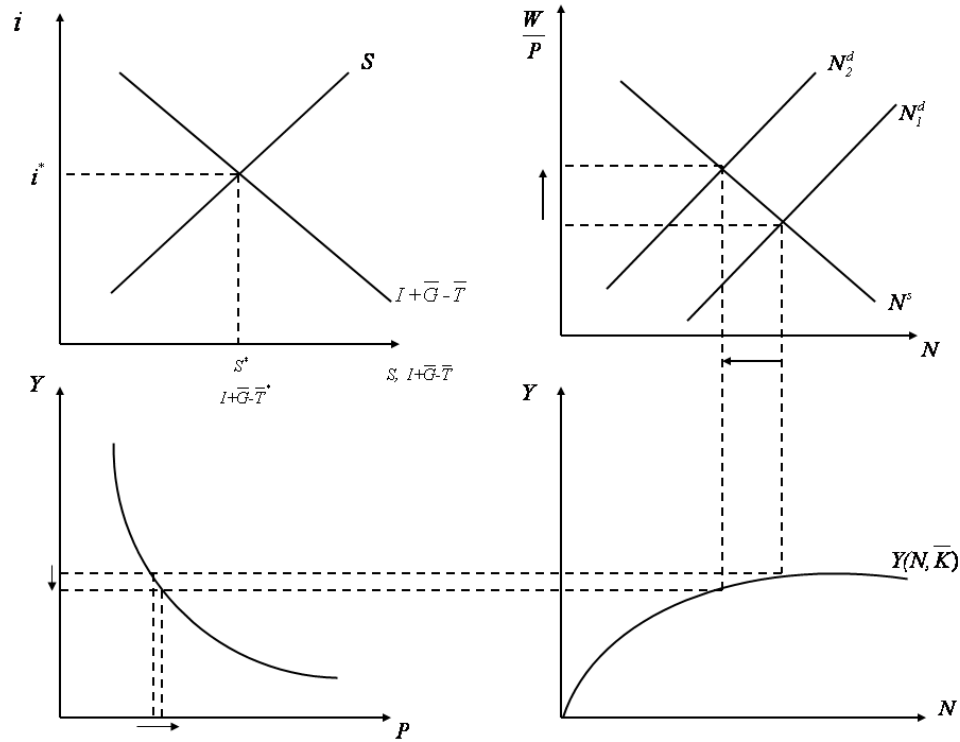 i
S
i*
I + G̅ - T̅
S*
I+G̅-T̅*
S, I+G̅-T̅
W
P
N₂ᵈ
N₁ᵈ
Nˢ
N
Y
P
Y
Y(N, K̅)
N